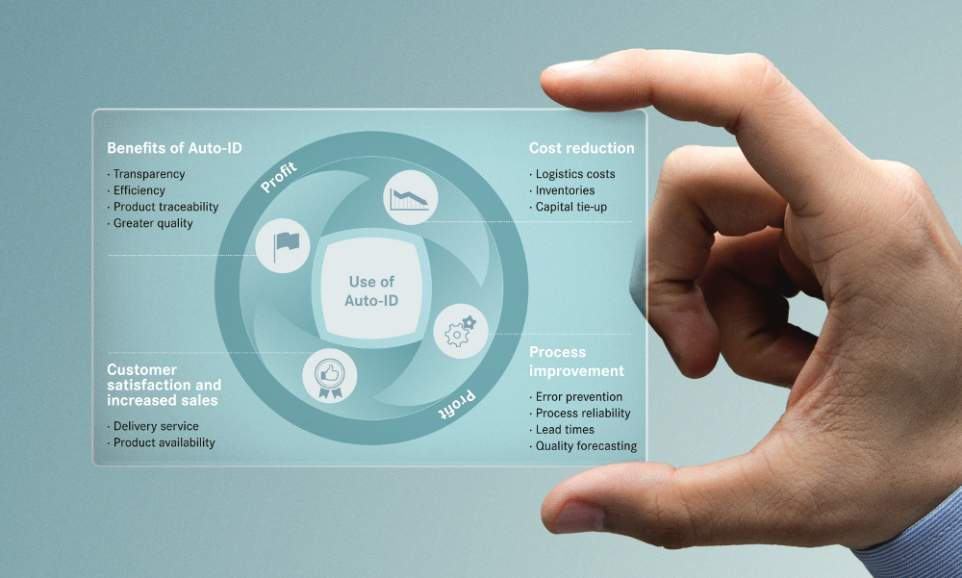 Benefits of Auto-ID
· Transparency
· Efficiency
· Product traceability
· Greater quality
Profit
Cost reduction
· Logistics costs
· Inventories
· Capital tie-up
Use of
Auto-ID
Customer
satisfaction and
increased sales
· Delivery service
· Product availability
Profit
Process
improvement
· Error prevention
· Process reliability
· Lead times
· Quality forecasting